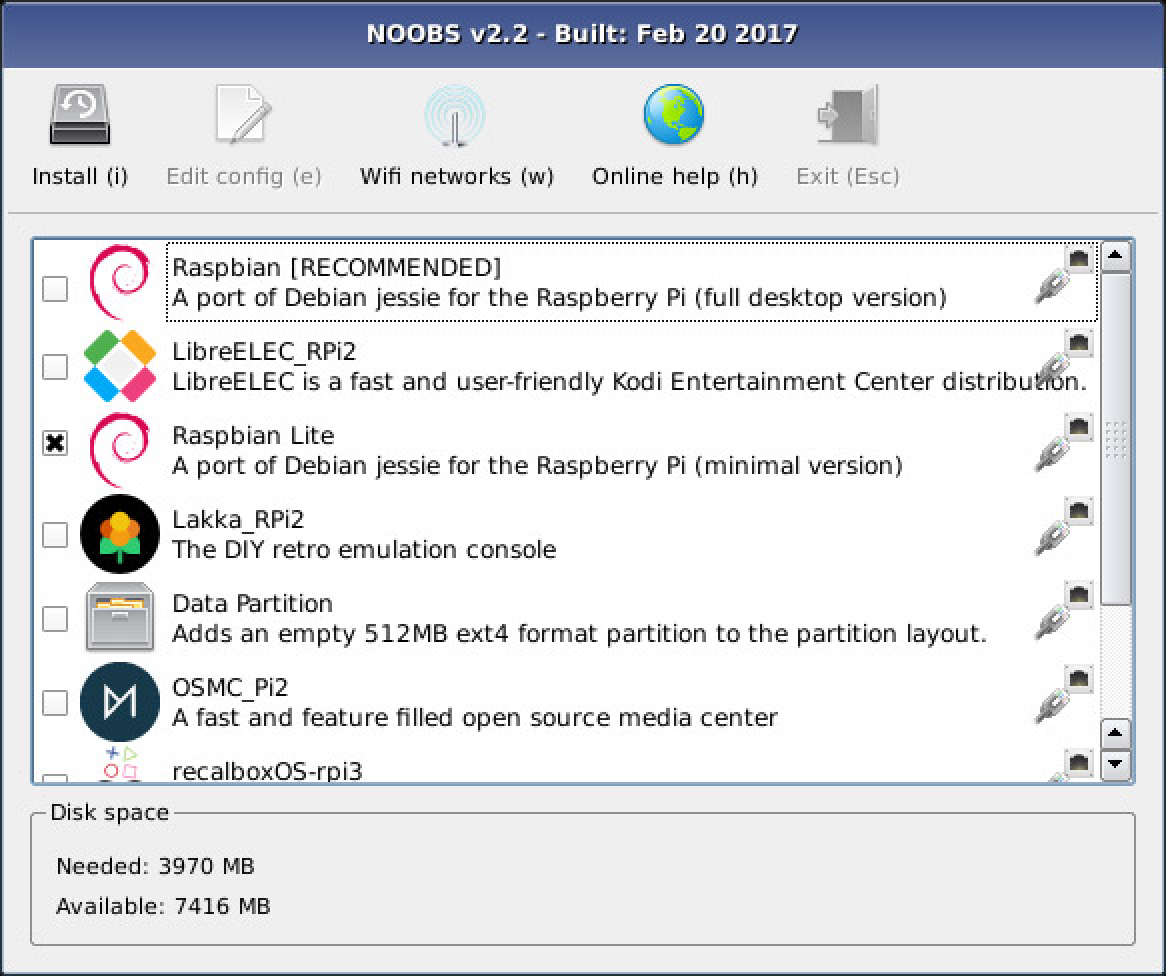 NOOBS v2.2 - Built: Feb 20 2017
Install (i)
Edit config (e)
Wifi networks (w)
Online help (h)
Exit (Esc)
Raspbian [RECOMMENDED]
A port of Debian jessie for the Raspberry Pi (full desktop version)
LibreELEC_RPi2
LibreELEC is a fast and user-friendly Kodi Entertainment Center distribution.
Raspbian Lite
A port of Debian jessie for the Raspberry Pi (minimal version)
Lakka_RPi2
The DIY retro emulation console
Data Partition
Adds an empty 512MB ext4 format partition to the partition layout.
OSMC_Pi2
A fast and feature filled open source media center
recalboxOS-rpi3
Disk space
Needed: 3970 MB
Available: 7416 MB